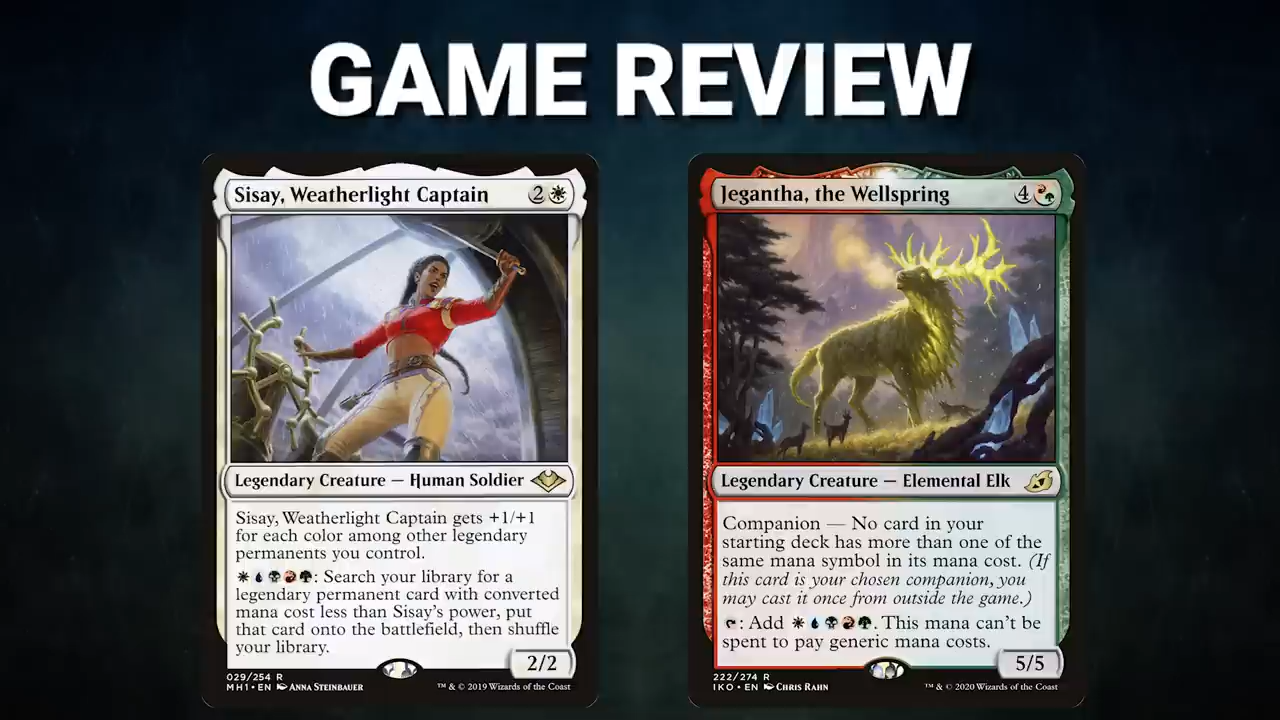 GAME REVIEW
Sisay, Weatherlight Captain 2
Legendary Creature — Human Soldier
Sisay, Weatherlight Captain gets +1/+1
for each color among other legendary
permanents you control.
: Search your library for a
legendary permanent card with converted
mana cost less than Sisay's power, put
that card onto the battlefield, then shuffle
your library.
2/2
029/254 R
MH1 • EN ANNA STEINBAUER
™ & © 2019 Wizards of the Coast
Jegantha, the Wellspring 4
Legendary Creature — Elemental Elk
Companion — No card in your
starting deck has more than one of the
same mana symbol in its mana cost. (If
this card is your chosen companion, you
may cast it once from outside the game.)
: Add . This mana can't be
spent to pay generic mana costs.
5/5
222/274 R
IKO • EN CHRIS RAHN
™ & © 2020 Wizards of the Coast